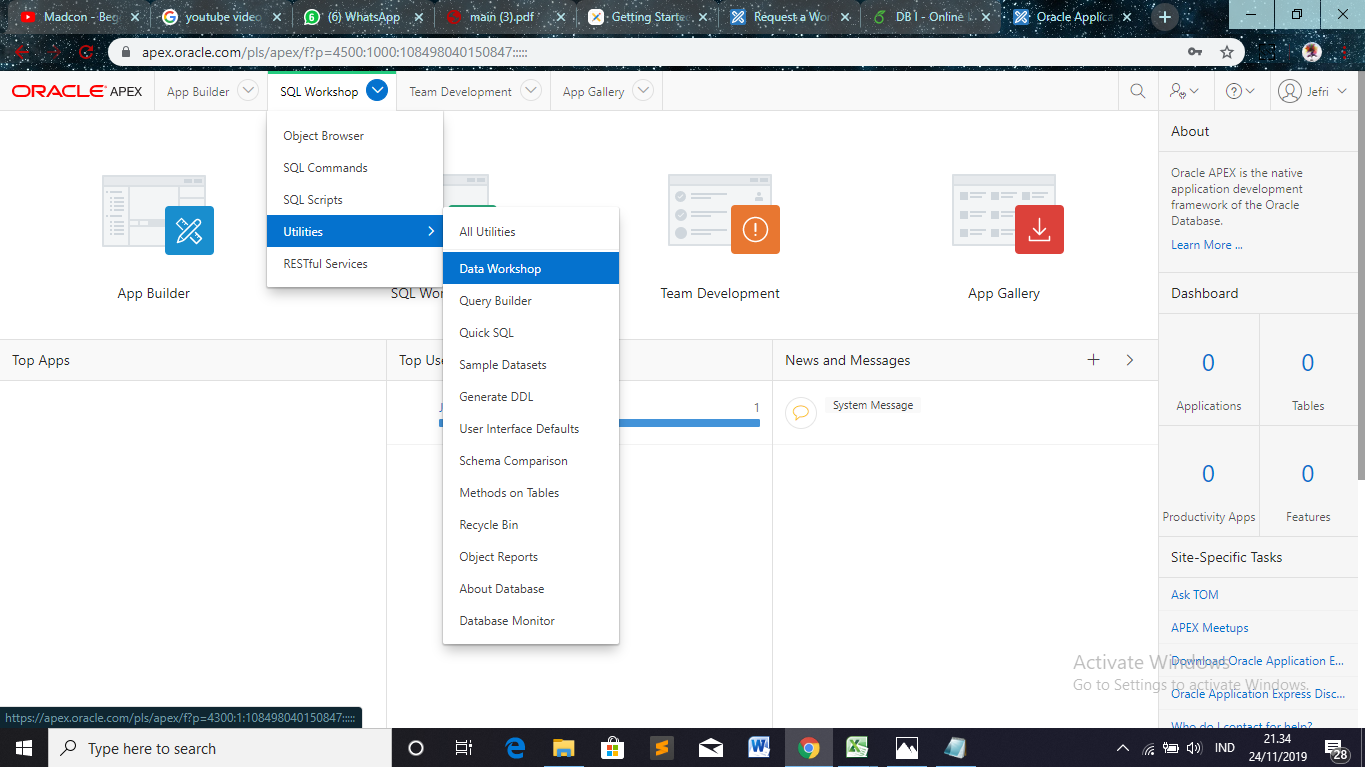 Madcon - Beg
youtube video
(6) WhatsApp
main (3).pdf
Getting Starte
Request a Wor
DB I - Online
Oracle Applica
apex.oracle.com/pls/apex/f?p=4500:1000:108498040150847:::::
ORACLE APEX
App Builder
SQL Workshop
Team Development
App Gallery
Jefri
Object Browser
SQL Commands
SQL Scripts
Utilities
RESTful Services
All Utilities
Data Workshop
Query Builder
Quick SQL
Sample Datasets
Generate DDL
User Interface Defaults
Schema Comparison
Methods on Tables
Recycle Bin
Object Reports
About Database
Database Monitor
App Builder
SQL Wor
Team Development
App Gallery
Top Apps
Top Use
1
News and Messages
System Message
About
Oracle APEX is the native
application development
framework of the Oracle
Database.
Learn More ...
Dashboard
0
Applications
0
Tables
0
Productivity Apps
0
Features
Site-Specific Tasks
Ask TOM
APEX Meetups
Download Oracle Application E...
Oracle Application Express Disc...
Who do I contact for help?
Activate Windows
Go to Settings to activate Windows.
https://apex.oracle.com/pls/apex/f?p=4300:1:108498040150847:::::
Type here to search
IND
21.34
24/11/2019
28